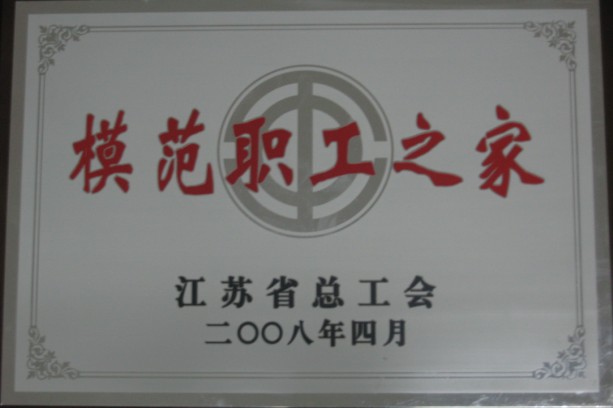 模范职工之家
江苏省总工会
二〇〇八年四月